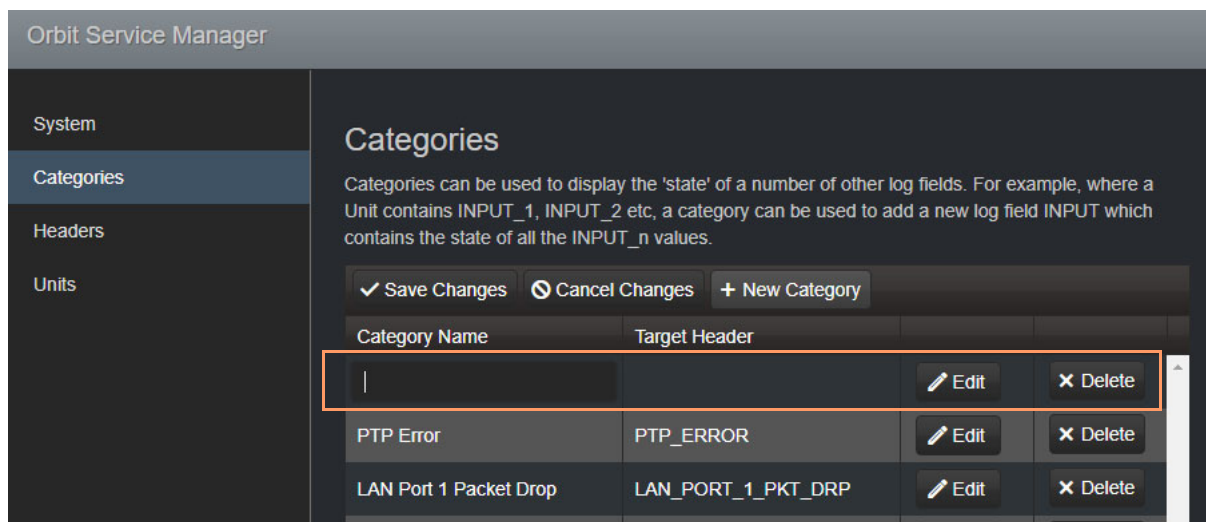 Orbit Service Manager
System
Categories
Headers
Units
Categories
Categories can be used to display the 'state' of a number of other log fields. For example, where a
Unit contains INPUT_1, INPUT_2 etc, a category can be used to add a new log field INPUT which
contains the state of all the INPUT_n values.
Save Changes Cancel Changes + New Category
Category Name Target Header
Edit Delete
PTP Error PTP_ERROR Edit Delete
LAN Port 1 Packet Drop LAN_PORT_1_PKT_DRP Edit Delete